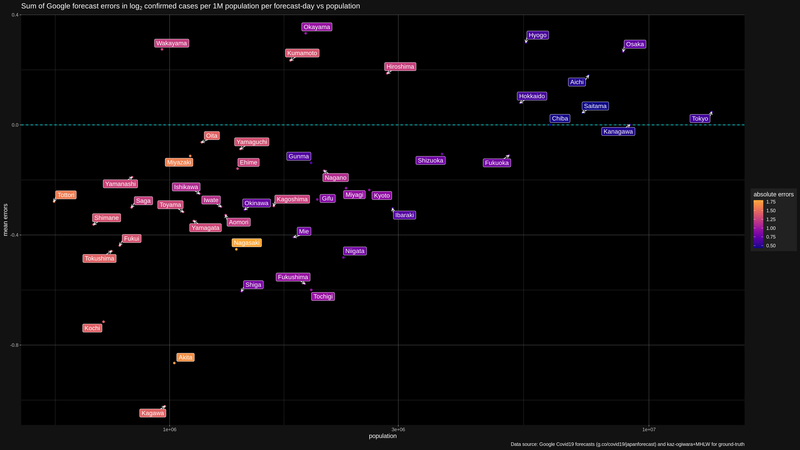 Sum of Google forecast errors in log2 confirmed cases per 1M population per forecast-day vs population
0.4
Okayama
Hyogo
Wakayama
Osaka
Kumamoto
Hiroshima
Aichi
Hokkaido
Saitama
Chiba
Tokyo
0.0
Kanagawa
Oita
Yamaguchi
Gunma
Miyazaki
Ehime
Shizuoka
Fukuoka
Nagano
Yamanashi
Ishikawa
absolute errors
Tottori
Miyagi
Kyoto
1.75
Saga
Iwate
Kagoshima
Gifu
1.50
Toyama
Okinawa
1.25
Shimane
Ibaraki
1.00
Aomori
Yamagata
0.75
mean errors
Mie
-0.4
0.50
Fukui
Nagasaki
Niigata
Tokushima
Fukushima
Shiga
Tochigi
Kochi
-0.8
Akita
Kagawa
1e+06
3e+06
1e+07
population
Data source: Google Covid19 forecasts (g.co/covid19/japanforecast) and kaz-ogiwara+MHLW for ground-truth